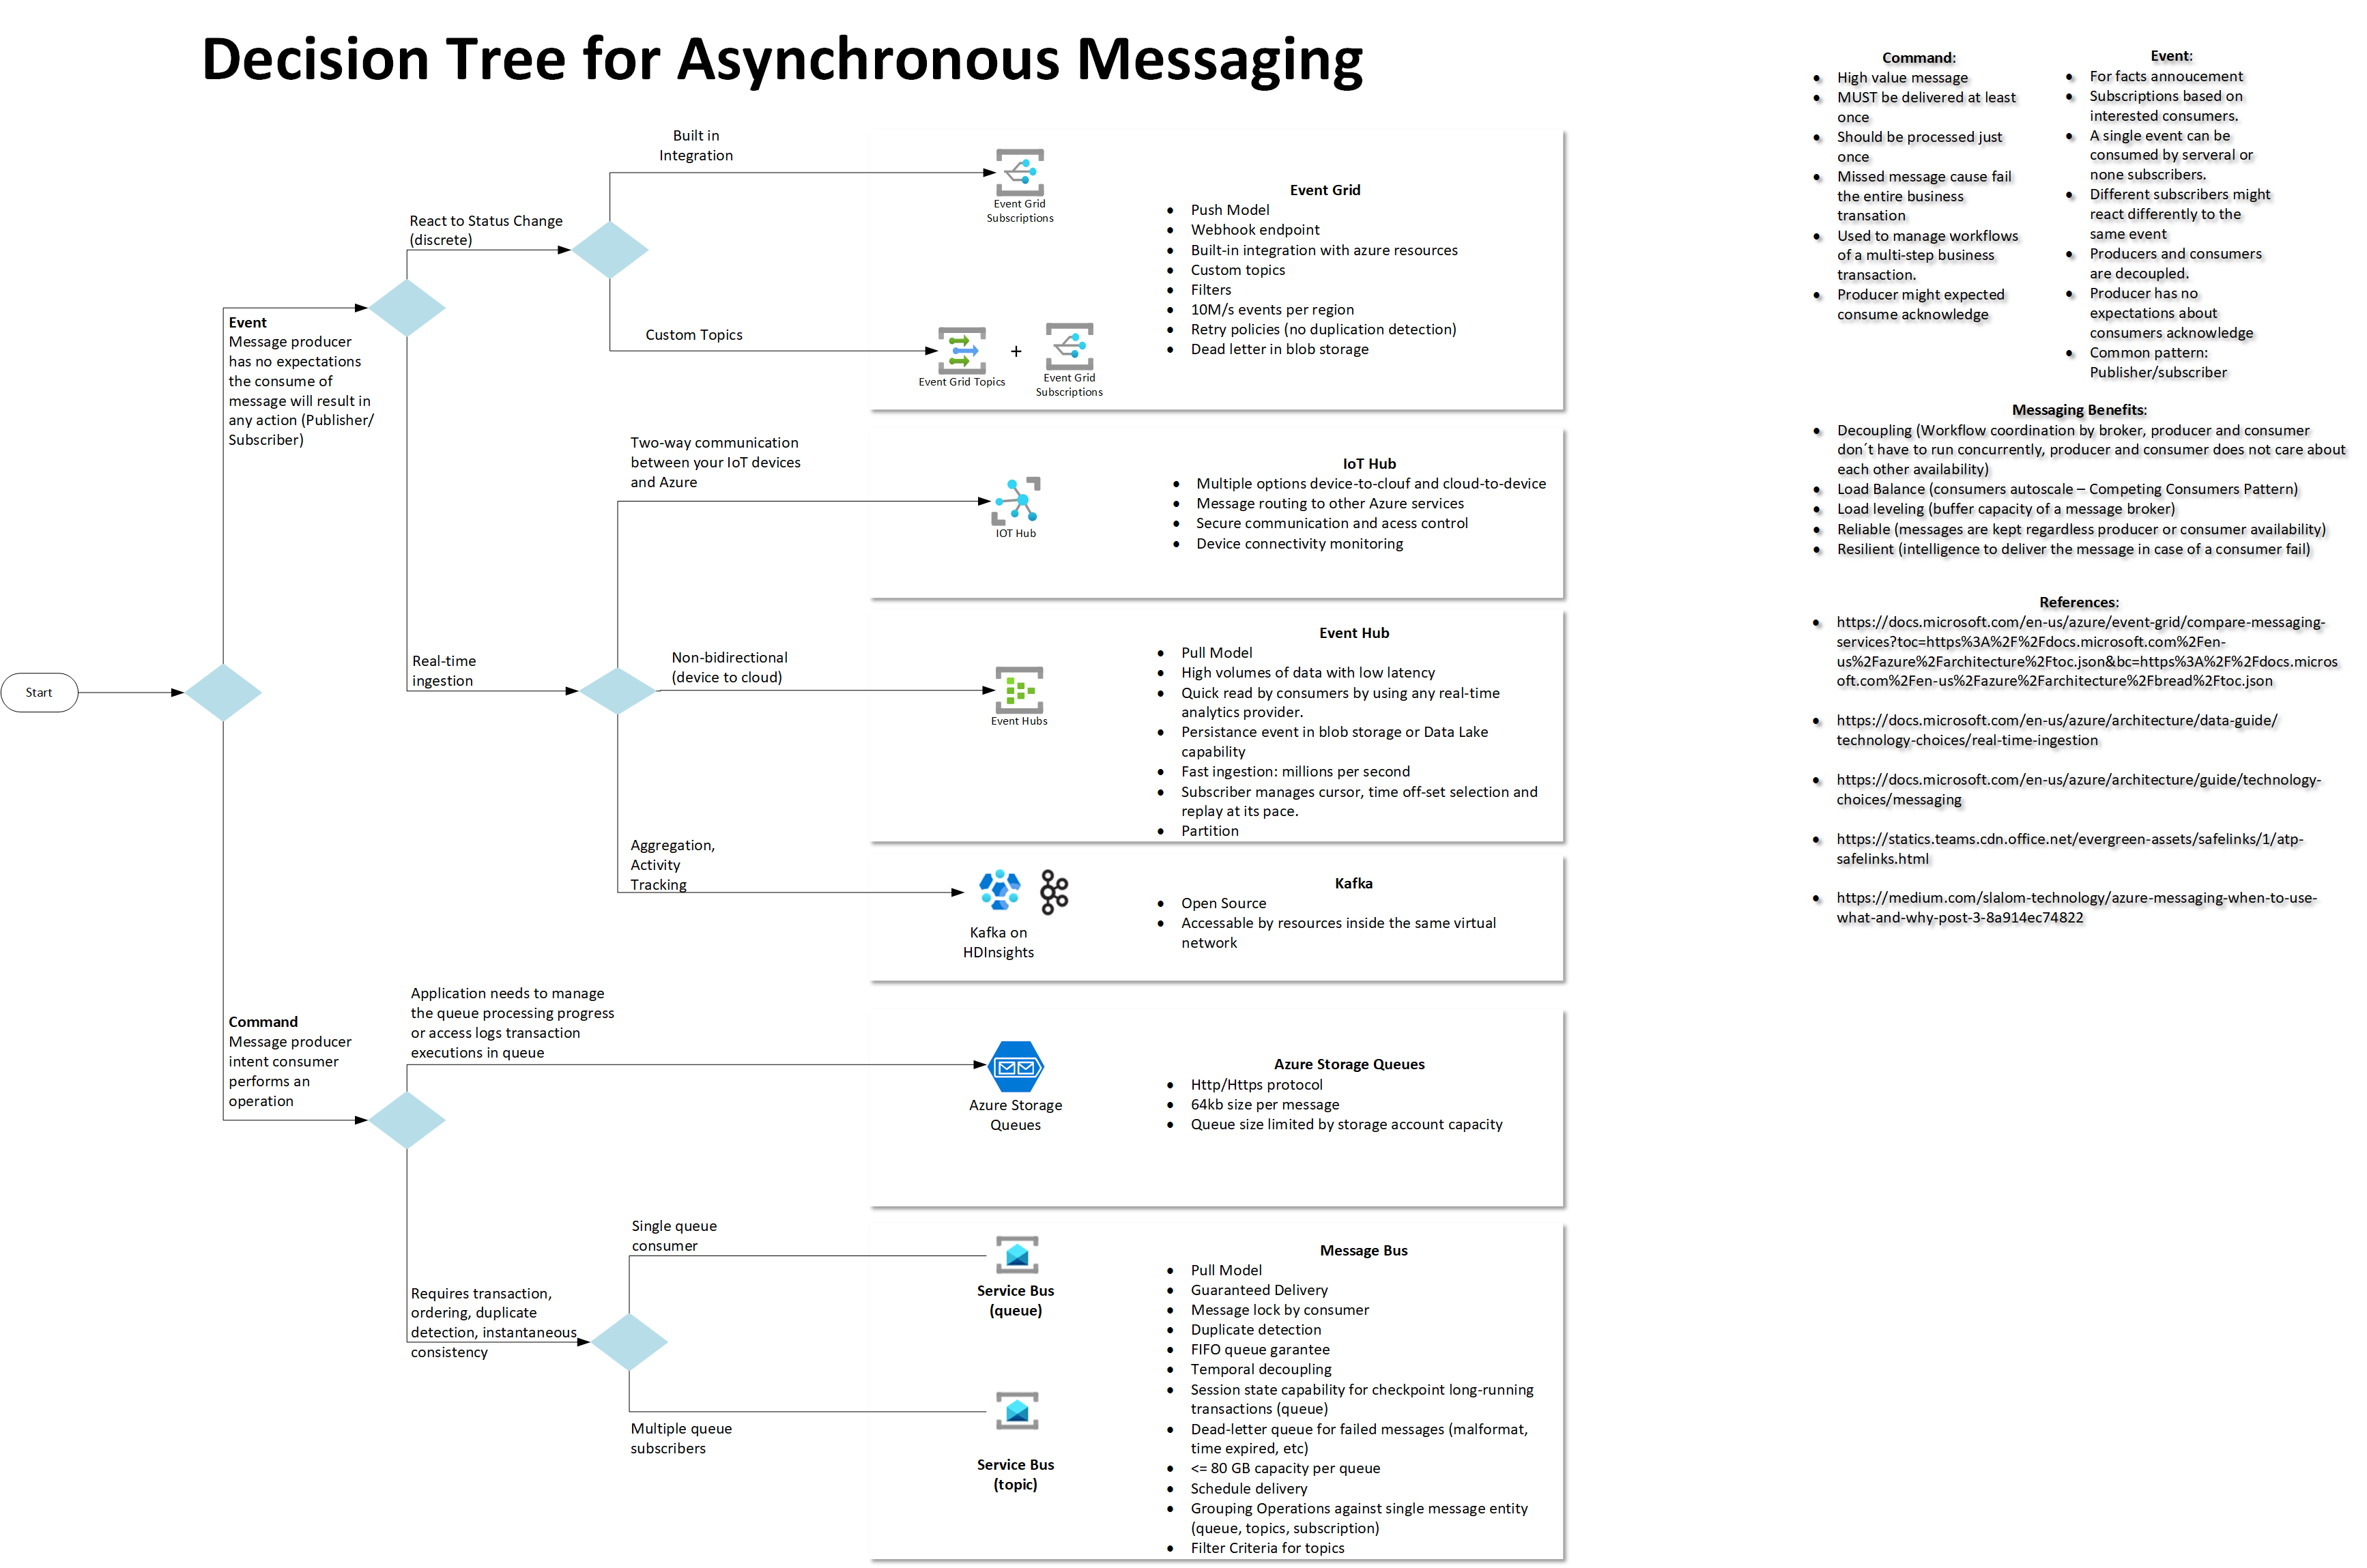 Decision Tree for Asynchronous Messaging
Start
Event
Message producer
has no expectations
the consume of
message will result in
any action (Publisher/
Subscriber)
Command
Message producer
intent consumer
performs an
operation
React to Status Change
(discrete)
Real-time
ingestion
Built in
Integration
Custom Topics
Event Grid
Subscriptions
Event Grid Topics
+
Event Grid
Subscriptions
Event Grid
● Push Model
● Webhook endpoint
● Built-in integration with azure resources
● Custom topics
● Filters
● 10M/s events per region
● Retry policies (no duplication detection)
● Dead letter in blob storage
Two-way communication
between your IoT devices
and Azure
IOT Hub
IoT Hub
● Multiple options device-to-clouf and cloud-to-device
● Message routing to other Azure services
● Secure communication and acess control
● Device connectivity monitoring
Non-bidirectional
(device to cloud)
Event Hubs
Event Hub
● Pull Model
● High volumes of data with low latency
● Quick read by consumers by using any real-time
analytics provider.
● Persistance event in blob storage or Data Lake
capability
● Fast ingestion: millions per second
● Subscriber manages cursor, time off-set selection and
replay at its pace.
● Partition
Aggregation,
Activity
Tracking
Kafka on
HDInsights
Kafka
● Open Source
● Accessable by resources inside the same virtual
network
Application needs to manage
the queue processing progress
or access logs transaction
executions in queue
Azure Storage
Queues
Azure Storage Queues
● Http/Https protocol
● 64kb size per message
● Queue size limited by storage account capacity
Requires transaction,
ordering, duplicate
detection, instantaneous
consistency
Single queue
consumer
Service Bus
(queue)
Multiple queue
subscribers
Service Bus
(topic)
Message Bus
● Pull Model
● Guaranteed Delivery
● Message lock by consumer
● Duplicate detection
● FIFO queue garantee
● Temporal decoupling
● Session state capability for checkpoint long-running
transactions (queue)
● Dead-letter queue for failed messages (malformat,
time expired, etc)
● <= 80 GB capacity per queue
● Schedule delivery
● Grouping Operations against single message entity
(queue, topics, subscription)
● Filter Criteria for topics
Command:
● High value message
● MUST be delivered at least
once
● Should be processed just
once
● Missed message cause fail
the entire business
transation
● Used to manage workflows
of a multi-step business
transaction.
● Producer might expected
consume acknowledge
Event:
● For facts annoucement
● Subscriptions based on
interested consumers.
● A single event can be
consumed by serveral or
none subscribers.
● Different subscribers might
react differently to the
same event
● Producers and consumers
are decoupled.
● Producer has no
expectations about
consumers acknowledge
● Common pattern:
Publisher/subscriber
Messaging Benefits:
● Decoupling (Workflow coordination by broker, producer and consumer
don´t have to run concurrently, producer and consumer does not care about
each other availability)
● Load Balance (consumers autoscale – Competing Consumers Pattern)
● Load leveling (buffer capacity of a message broker)
● Reliable (messages are kept regardless producer or consumer availability)
● Resilient (intelligence to deliver the message in case of a consumer fail)
References:
● https://docs.microsoft.com/en-us/azure/event-grid/compare-messaging-
services?toc=https%3A%2F%2Fdocs.microsoft.com%2Fen-
us%2Fazure%2Farchitecture%2Ftoc.json&bc=https%3A%2F%2Fdocs.micros
oft.com%2Fen-us%2Fazure%2Farchitecture%2Fbread%2Ftoc.json
● https://docs.microsoft.com/en-us/azure/architecture/data-guide/
technology-choices/real-time-ingestion
● https://docs.microsoft.com/en-us/azure/architecture/guide/technology-
choices/messaging
● https://statics.teams.cdn.office.net/evergreen-assets/safelinks/1/atp-
safelinks.html
● https://medium.com/slalom-technology/azure-messaging-when-to-use-
what-and-why-post-3-8a914ec74822